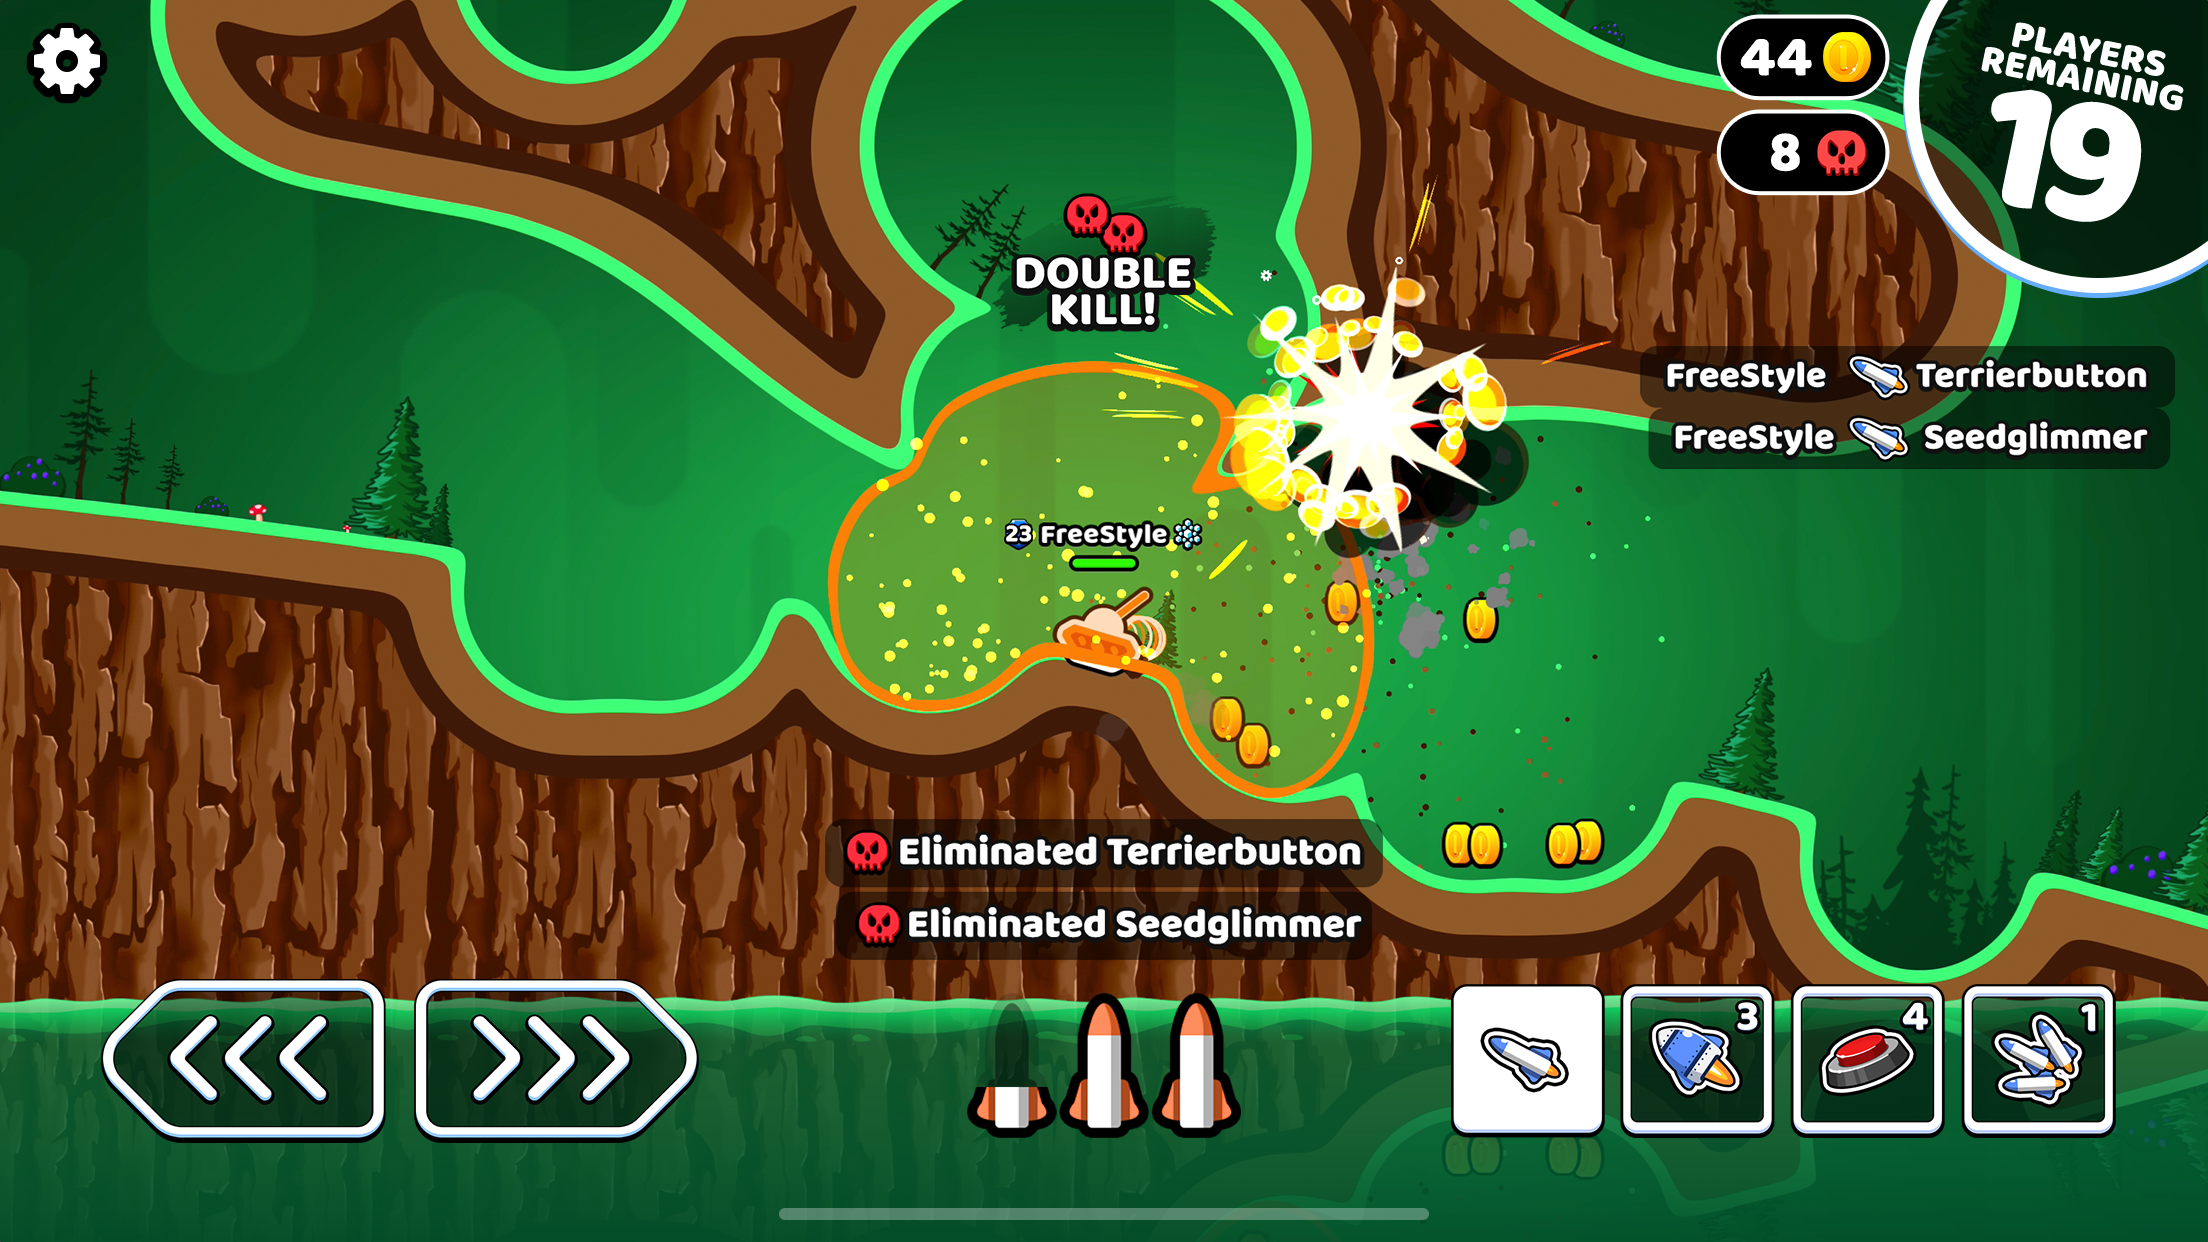 44
PLAYERS
REMAINING
19
8
DOUBLE
KILL!
FreeStyle Terrierbutton
FreeStyle Seedglimmer
23 FreeStyle
Eliminated Terrierbutton
Eliminated Seedglimmer
3
4
1